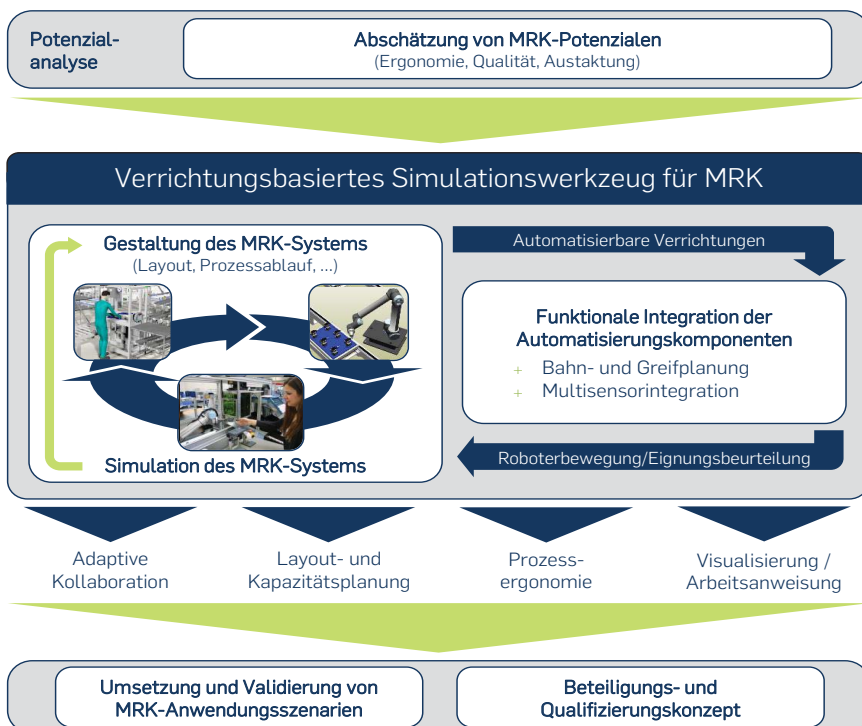 Potenzial-
analyse
Abschätzung von MRK-Potenzialen
(Ergonomie, Qualität, Austaktung)
Verrichtungsbasiertes Simulationswerkzeug für MRK
Gestaltung des MRK-Systems
(Layout, Prozessablauf, ...)
Simulation des MRK-Systems
Automatisierbare Verrichtungen
Funktionale Integration der
Automatisierungskomponenten
+ Bahn- und Greifplanung
+ Multisensorintegration
Roboterbewegung/Eignungsbeurteilung
Adaptive
Kollaboration
Layout- und
Kapazitätsplanung
Prozess-
ergonomie
Visualisierung /
Arbeitsanweisung
Umsetzung und Validierung von
MRK-Anwendungsszenarien
Beteiligungs- und
Qualifizierungskonzept